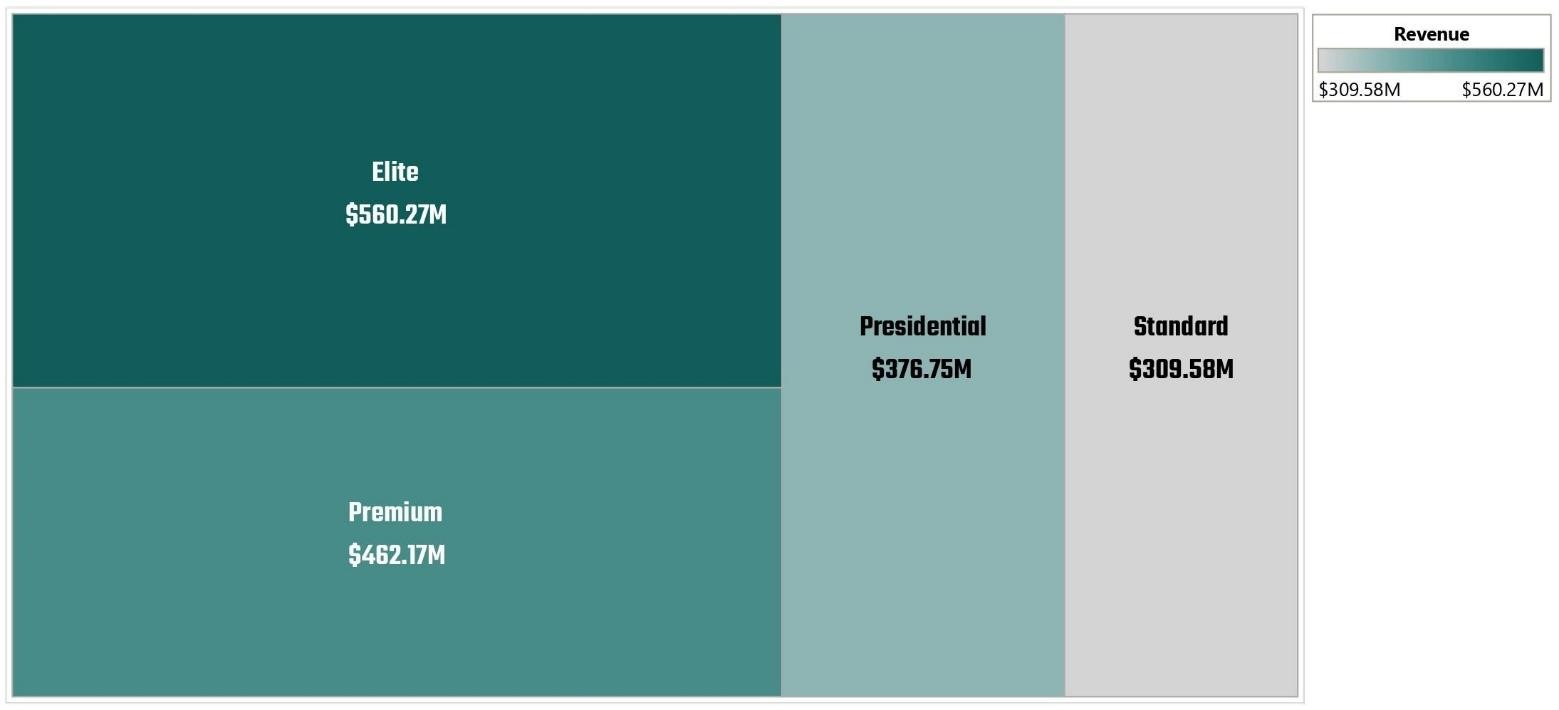 Elite
$560.27M
Premium
$462.17M
Presidential
$376.75M
Standard
$309.58M
Revenue
$309.58M $560.27M